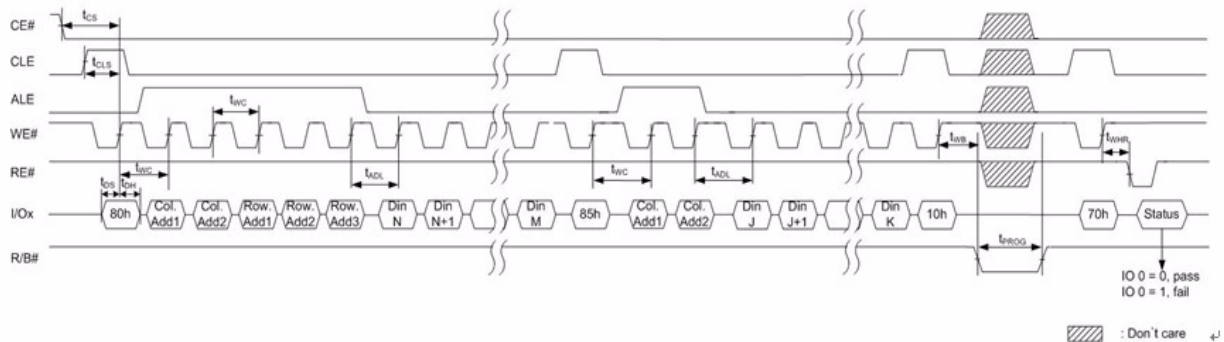 CE#
tCS
CLE
tCLS
ALE
tWC
WE#
tWC
tADL
tWC
tADL
tWB
tWHR
RE#
tDS
tDH
I/Ox
80h
Col. Add1
Col. Add2
Row. Add1
Row. Add2
Row. Add3
Din N
Din N+1
Din M
85h
Col. Add1
Col. Add2
Din J
Din J+1
Din K
10h
70h
Status
R/B#
tPROG
IO 0 = 0, pass
IO 0 = 1, fail
: Don`t care ↵